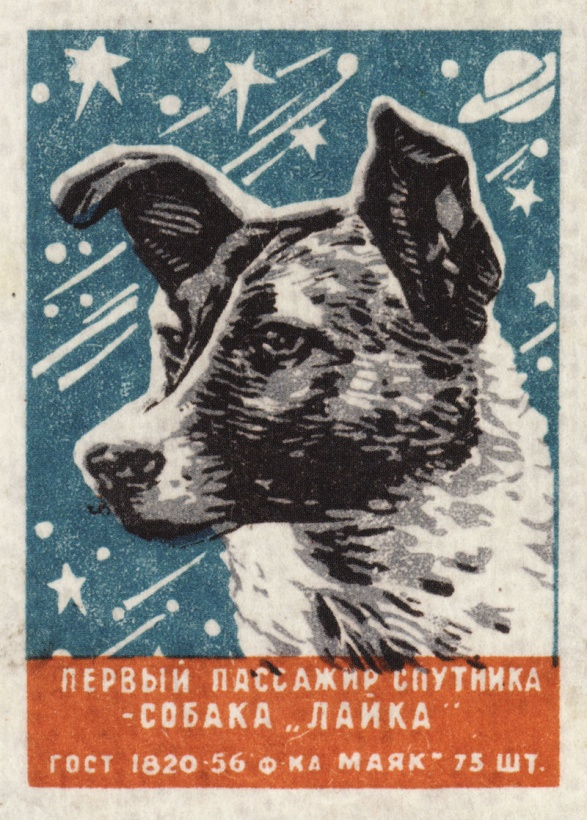 ПЕРВЫЙ ПАССАЖИР СПУТНИКА
-СОБАКА „ЛАЙКА"
ГОСТ 1820-56 Ф-КА МАЯК" 75 ШТ.